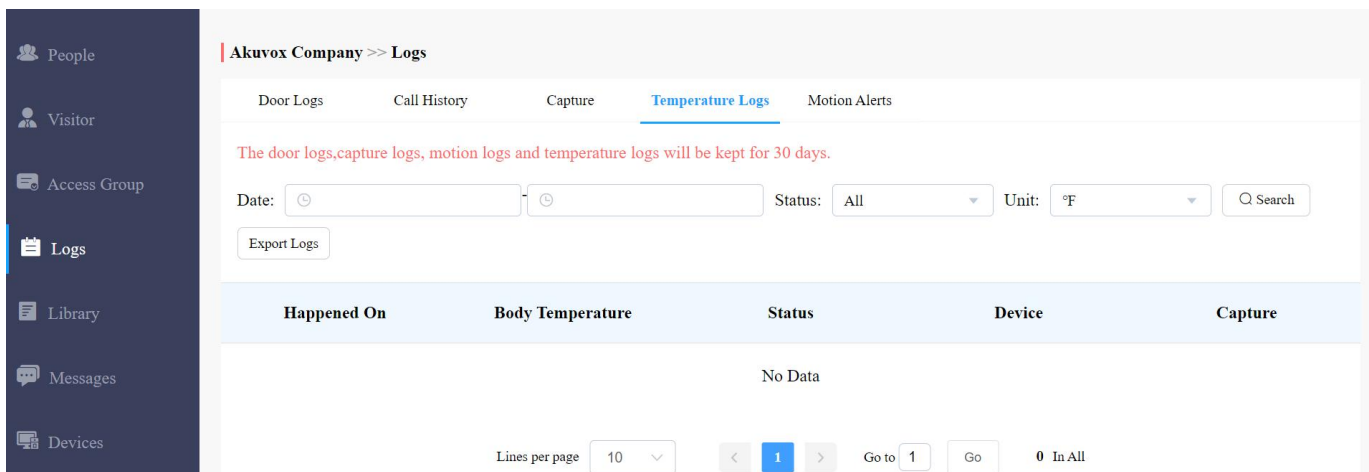 People
Visitor
Access Group
Logs
Library
Messages
Devices
Akuvox Company >> Logs
Door Logs Call History Capture Temperature Logs Motion Alerts
The door logs,capture logs, motion logs and temperature logs will be kept for 30 days.
Date: - Status: All Unit: °F Search
Export Logs
Happened On Body Temperature Status Device Capture
No Data
Lines per page 10 < 1 > Go to 1 Go 0 In All